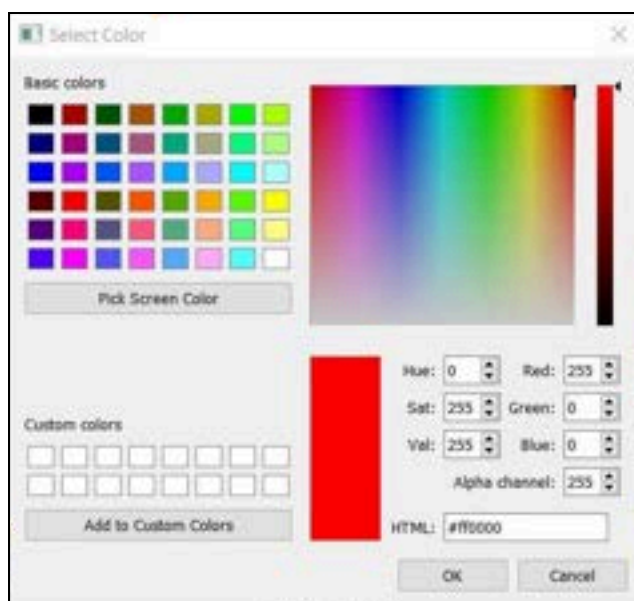 Select Color
Basic colors
Pick Screen Color
Hue: 0 Red: 255
Sat: 255 Green: 0
Val: 255 Blue: 0
Alpha channel: 255
Custom colors
Add to Custom Colors
HTML: #ff0000
OK Cancel